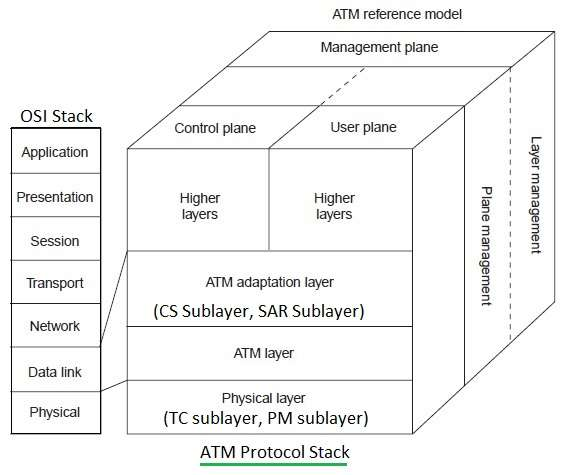 ATM reference model
Management plane
OSI Stack
Control plane
User plane
Application
Presentation
Session
Transport
Network
Data link
Physical
Higher
layers
Higher
layers
ATM adaptation layer
(CS Sublayer, SAR Sublayer)
ATM layer
Physical layer
(TC sublayer, PM sublayer)
Plane management
Layer management
ATM Protocol Stack